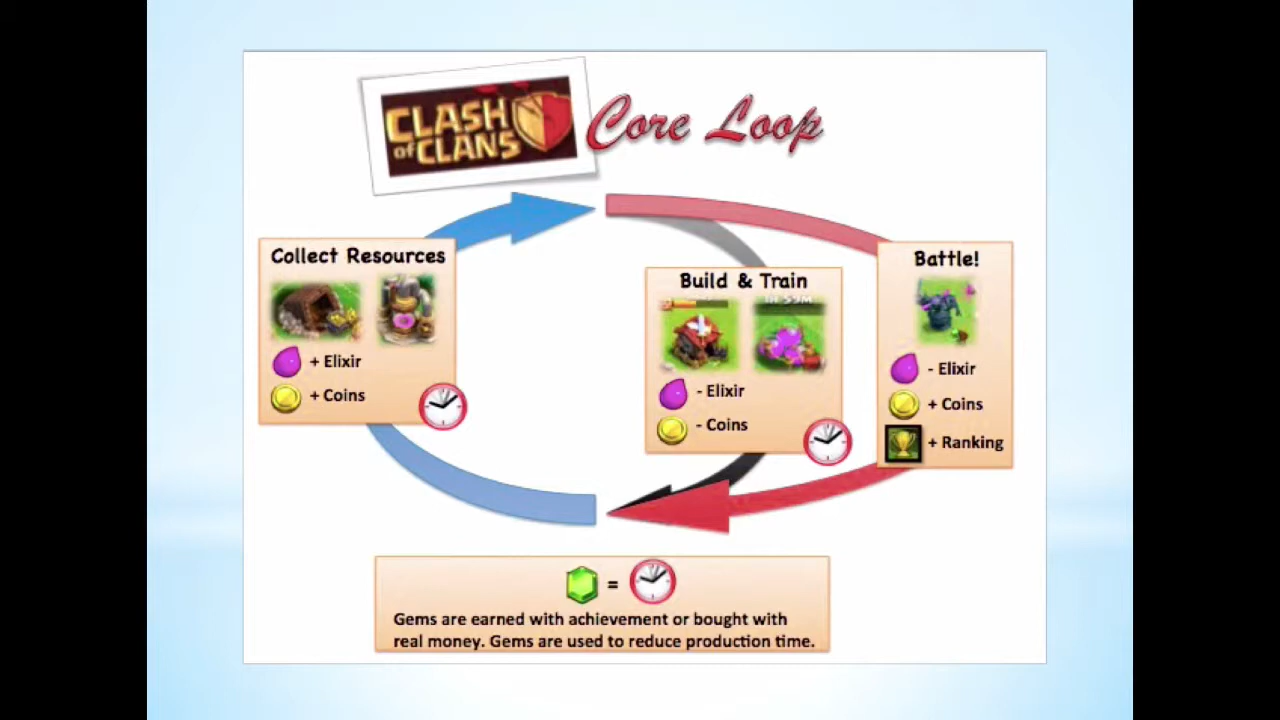 CLASH
of CLANS
Core Loop
Collect Resources
+ Elixir
+ Coins
Build & Train
- Elixir
- Coins
Battle!
- Elixir
+ Coins
+ Ranking
=
Gems are earned with achievement or bought with
real money. Gems are used to reduce production time.